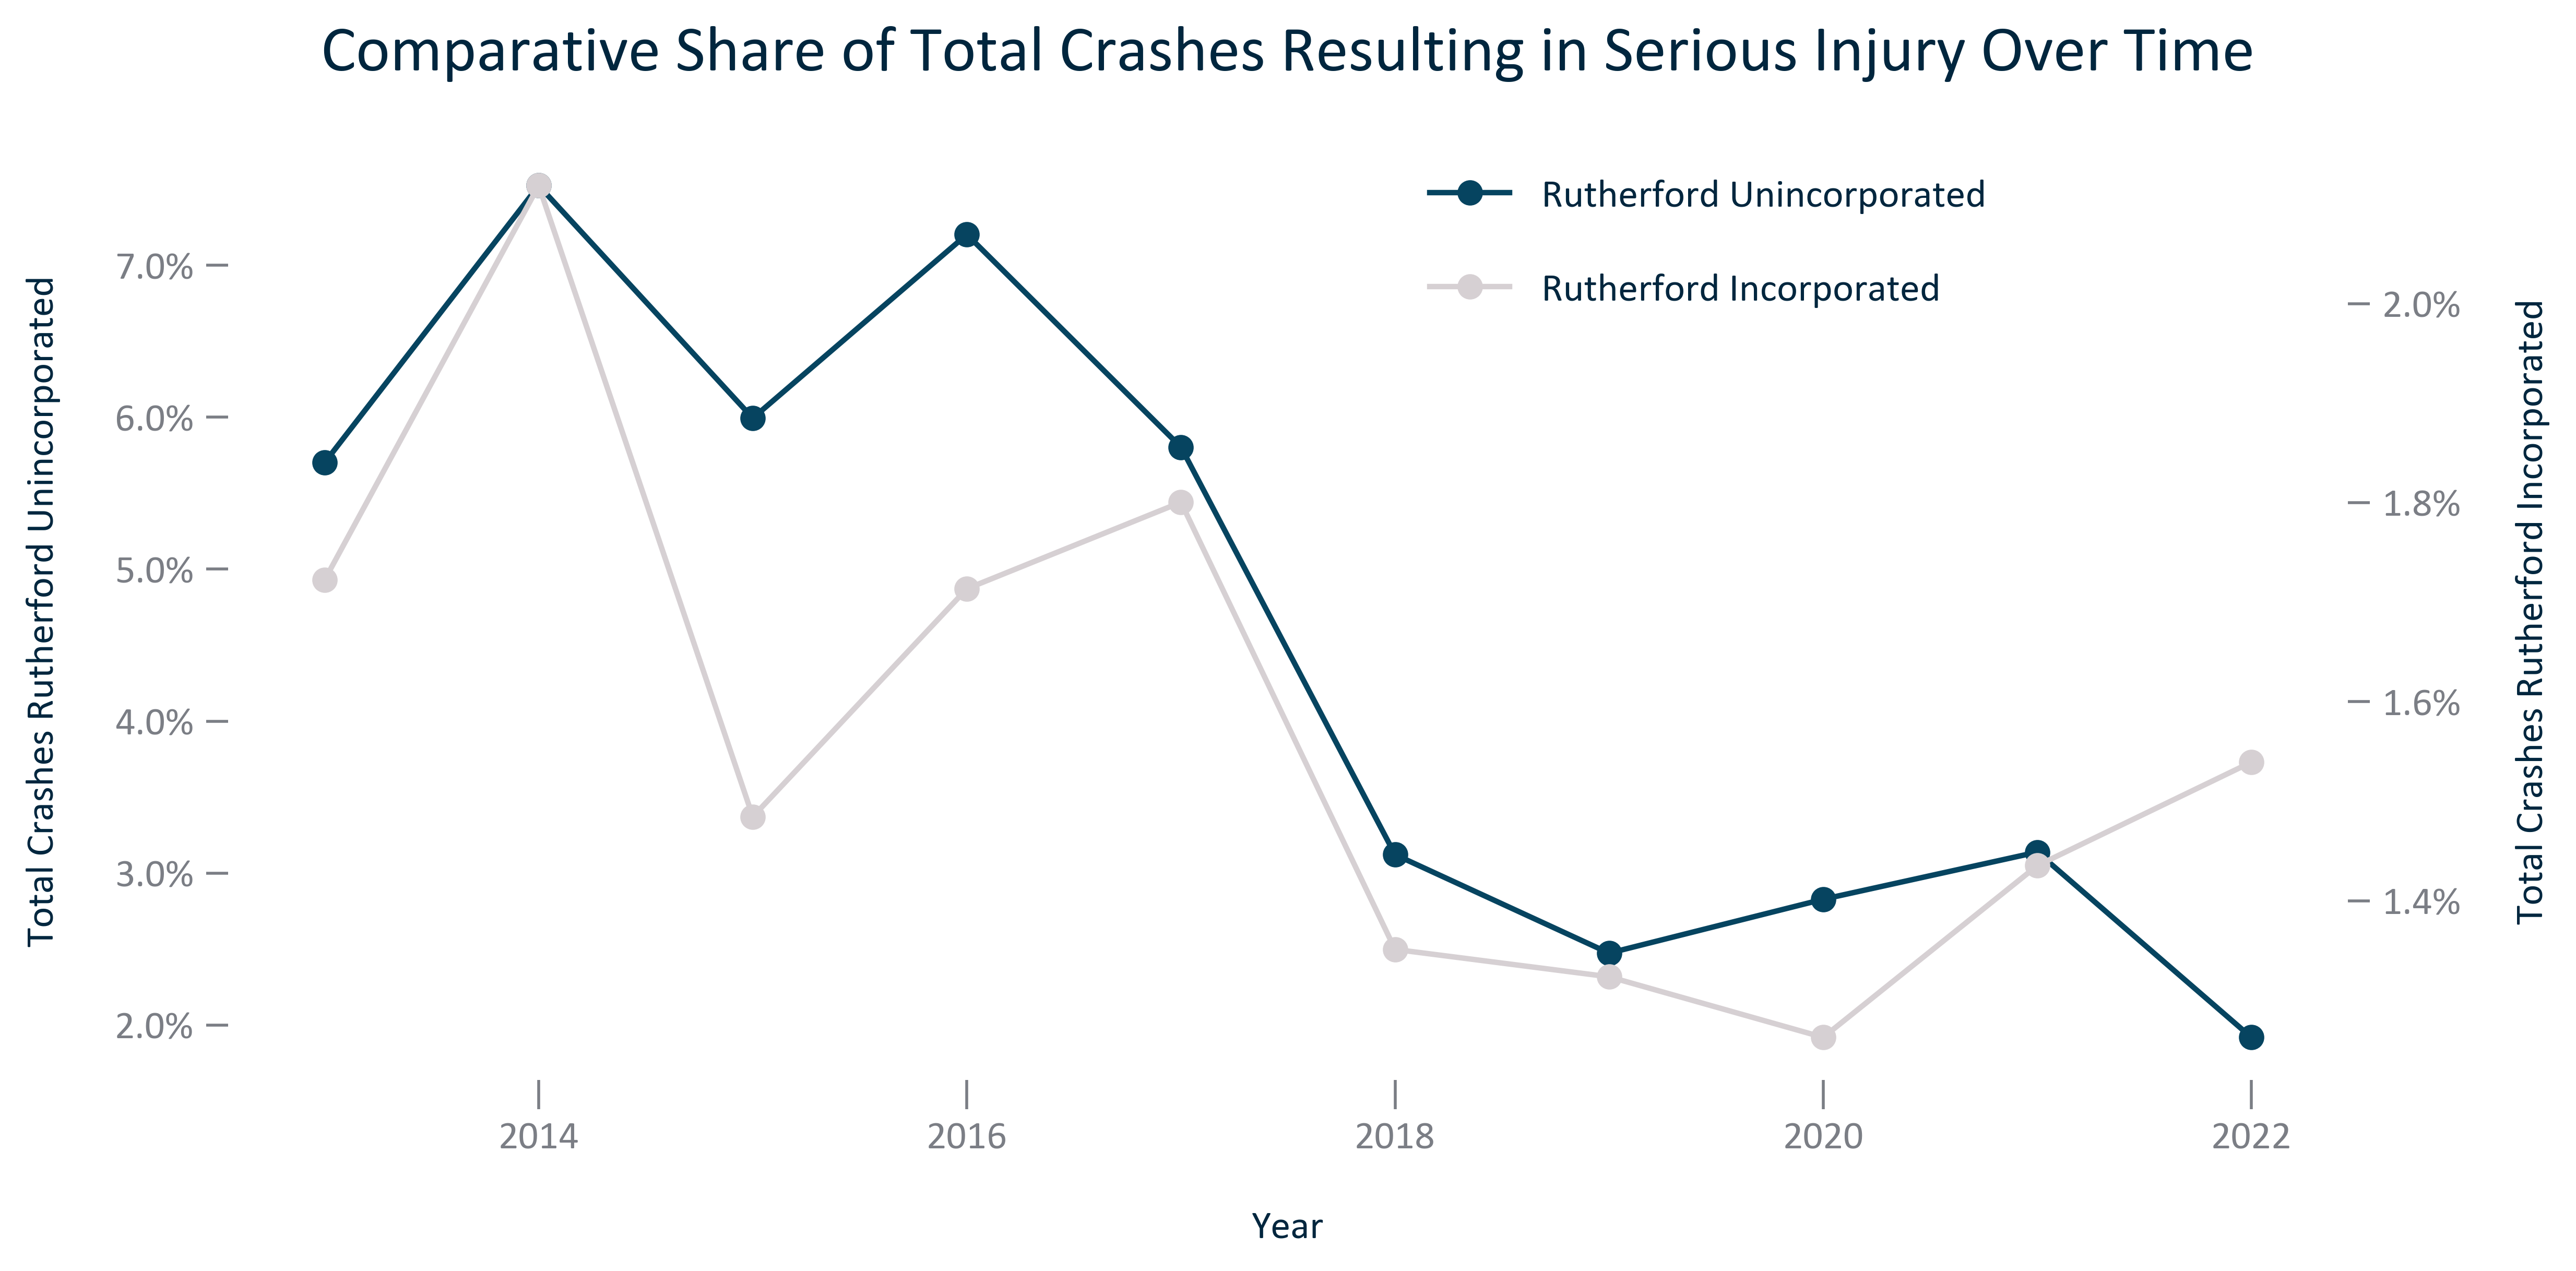 Comparative Share of Total Crashes Resulting in Serious Injury Over Time
Rutherford Unincorporated
Rutherford Incorporated
Total Crashes Rutherford Unincorporated
7.0%
6.0%
5.0%
4.0%
3.0%
2.0%
2.0%
1.8%
1.6%
1.4%
Total Crashes Rutherford Incorporated
2014
2016
2018
2020
2022
Year